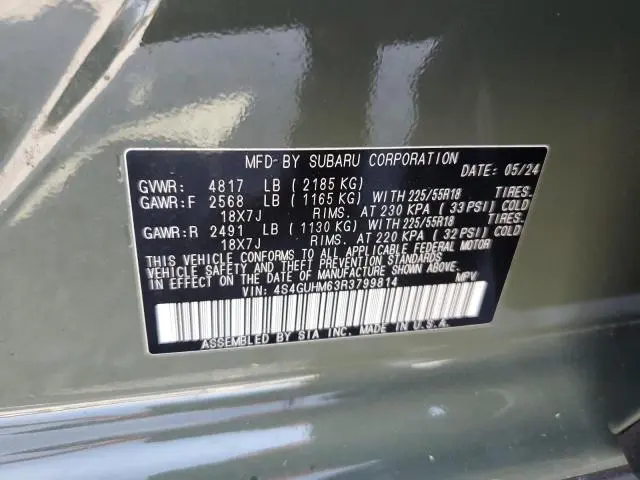 MFD-BY SUBARU CORPORATION DATE: 05/24
GVWR: 4817 LB (2185 KG)
GAWR:F 2568 LB (1165 KG) WITH 225/55R18 TIRES.
18X7J RIMS. AT 230 KPA (33 PSI) COLD
GAWR:R 2491 LB (1130 KG) WITH 225/55R18 TIRES.
18X7J RIMS. AT 220 KPA (32 PSI) COLD
THIS VEHICLE CONFORMS TO ALL APPLICABLE FEDERAL MOTOR
VEHICLE SAFETY AND THEFT PREVENTION STANDARDS
IN EFFECT ON THE DATE OF MANUFACTURE SHOWN ABOVE.
VIN: 4S4GUHM63R3799814 MPV
ASSEMBLED BY SIA INC. MADE IN U.S.A.